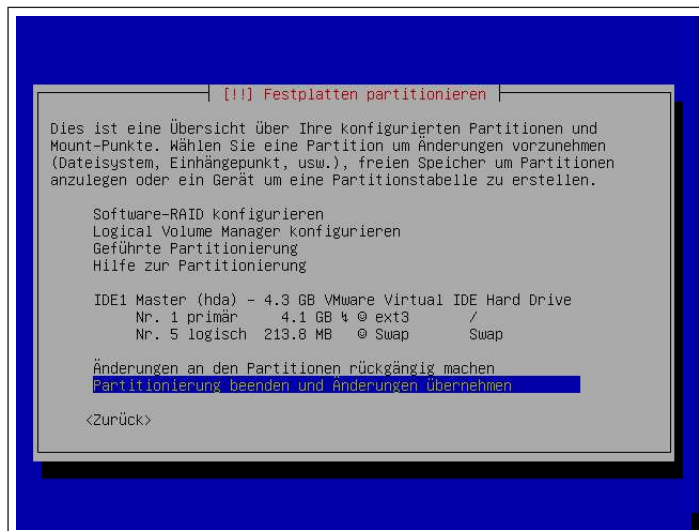 [!!] Festplatten partitionieren
Dies ist eine Übersicht über Ihre konfigurierten Partitionen und
Mount-Punkte. Wählen Sie eine Partition um Änderungen vorzunehmen
(Dateisystem, Einhängepunkt, usw.), freien Speicher um Partitionen
anzulegen oder ein Gerät um eine Partitionstabelle zu erstellen.
Software-RAID konfigurieren
Logical Volume Manager konfigurieren
Geführte Partitionierung
Hilfe zur Partitionierung
IDE1 Master (hda) - 4.3 GB VMware Virtual IDE Hard Drive
Nr. 1 primär 4.1 GB ↯ ☺ ext3 /
Nr. 5 logisch 213.8 MB ☺ Swap Swap
Änderungen an den Partitionen rückgängig machen
Partitionierung beenden und Änderungen übernehmen
<Zurück>